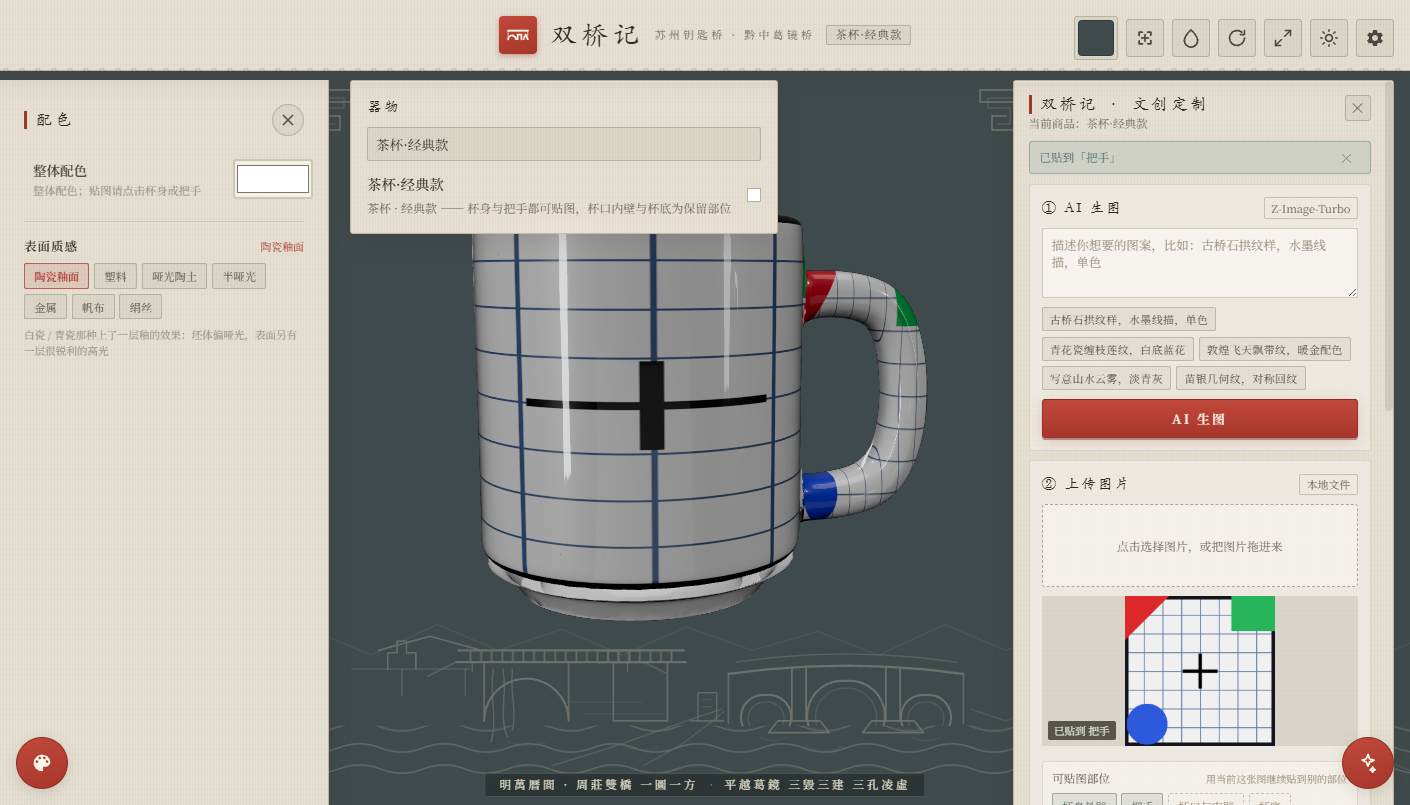 双桥记
苏州钥匙桥 · 黔中葛镜桥
茶杯·经典款
配色
整体配色
整体配色；贴图请点击杯身或把手
表面质感
陶瓷釉面
陶瓷釉面
塑料
哑光陶土
半哑光
金属
帆布
绢丝
白瓷 / 青瓷那种上了一层釉的效果：坯体偏哑光，表面另有
一层很锐利的高光
器物
茶杯·经典款
茶杯·经典款
茶杯 · 经典款 —— 杯身与把手都可贴图，杯口内壁与杯底为保留部位
明萬曆間 · 周莊雙橋 一圓一方 · 平越葛鏡 三毀三建 三孔凌虛
双桥记 · 文创定制
当前商品：茶杯·经典款
已贴到「把手」
① AI 生图
Z-Image-Turbo
描述你想要的图案，比如：古桥石拱纹样，水墨线
描，单色
古桥石拱纹样，水墨线描，单色
青花瓷缠枝莲纹，白底蓝花
敦煌飞天飘带纹，暖金配色
写意山水云雾，淡青灰
苗银几何纹，对称回纹
AI 生图
② 上传图片
本地文件
点击选择图片，或把图片拖进来
已贴到 把手
可贴图部位
用当前这张图继续贴到别的部位